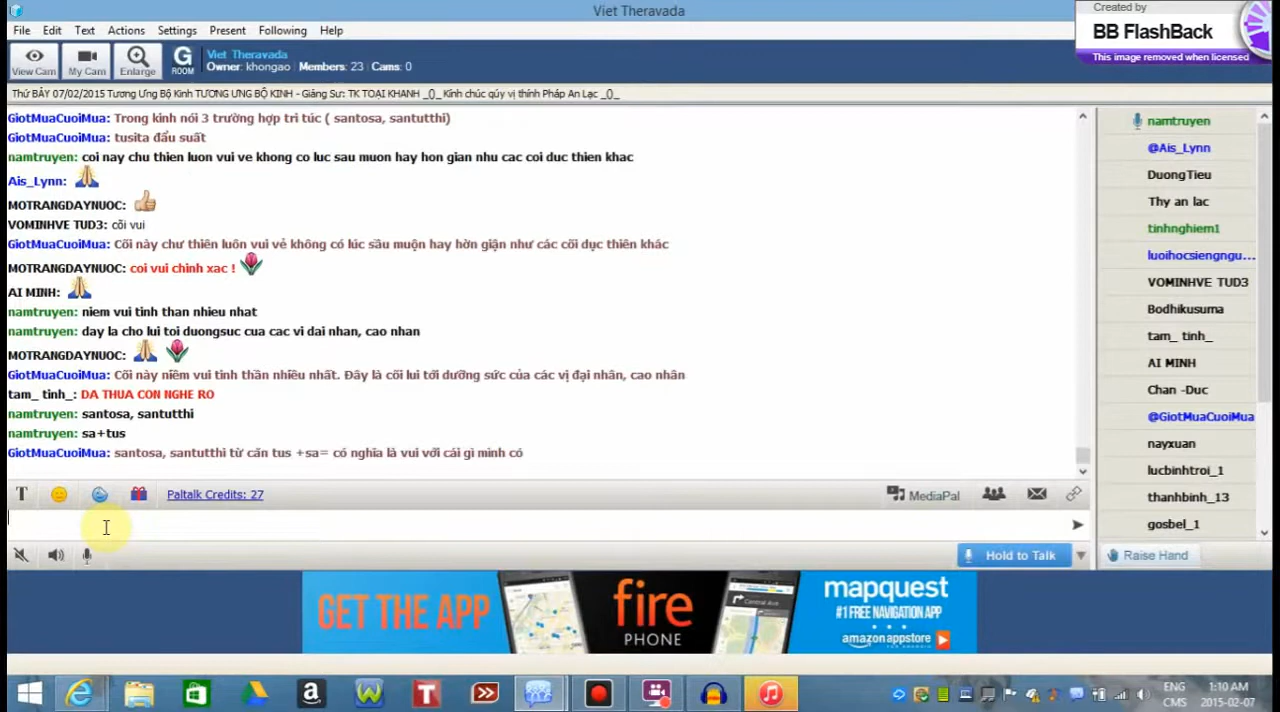 Viet Theravada
Created by
BB FlashBack
This image removed when licensed
File Edit Text Actions Settings Present Following Help
View Cam My Cam Enlarge G ROOM
Viet Theravada
Owner: khongao Members: 23 Cams: 0
Thứ BẢY 07/02/2015 Tương Ưng Bộ Kinh TƯƠNG ƯNG BỘ KINH - Giảng Sư: TK TOẠI KHANH _()_ Kính chúc qúy vị thính Pháp An Lạc _()_
GiotMuaCuoiMua: Trong kinh nói 3 trường hợp tri túc ( santosa, santutthi)
GiotMuaCuoiMua: tusita đẩu suất
namtruyen: coi nay chu thien luon vui ve khong co luc sau muon hay hon gian nhu cac coi duc thien khac
Ais_Lynn:
MOTRANGDAYNUOC:
VOMINHVE TUD3: cõi vui
GiotMuaCuoiMua: Cõi này chư thiên luôn vui vẻ không có lúc sầu muộn hay hờn giận như các cõi dục thiên khác
MOTRANGDAYNUOC: coi vui chinh xac !
AI MINH:
namtruyen: niem vui tinh than nhieu nhat
namtruyen: day la cho lui toi duongsuc cua cac vi dai nhan, cao nhan
MOTRANGDAYNUOC:
GiotMuaCuoiMua: Cõi này niềm vui tinh thần nhiều nhất. Đây là cõi lui tới dưỡng sức của các vị đại nhân, cao nhân
tam_ tinh_: DA THUA CON NGHE RO
namtruyen: santosa, santutthi
namtruyen: sa+tus
GiotMuaCuoiMua: santosa, santutthi từ căn tus +sa= có nghĩa là vui với cái gì mình có
namtruyen
@Ais_Lynn
DuongTieu
Thy an lac
tinhnghiem1
luoihocsiengngu...
VOMINHVE TUD3
Bodhikusuma
tam_ tinh_
AI MINH
Chan -Duc
@GiotMuaCuoiMua
nayxuan
lucbinhtroi_1
thanhbinh_13
gosbel_1
T Paltalk Credits: 27 MediaPal
Hold to Talk Raise Hand
GET THE APP
fire
PHONE
mapquest
#1 FREE NAVIGATION APP
amazon appstore
ENG
CMS
1:10 AM
2015-02-07